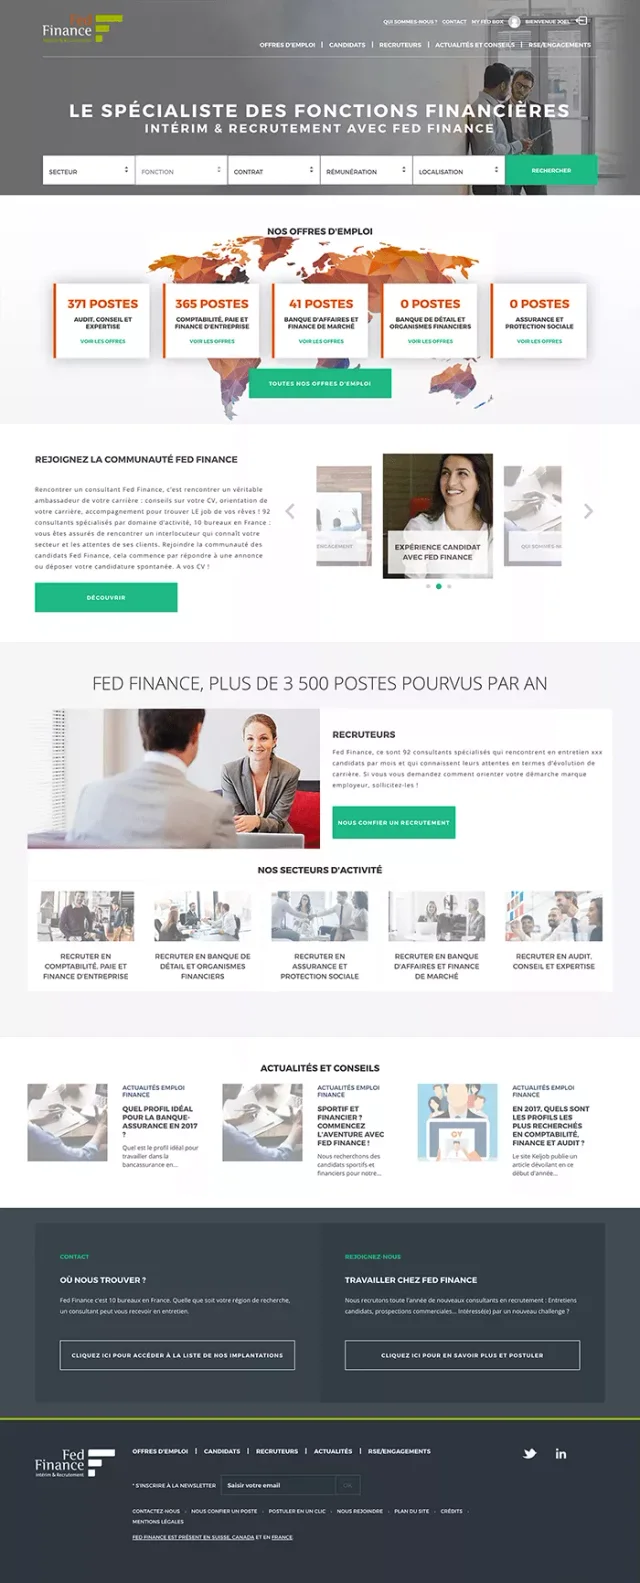 Fed
Finance
Intérim & Recrutement
QUI SOMMES-NOUS ? CONTACT MY FED BOX BIENVENUE JOEL
OFFRES D'EMPLOI | CANDIDATS | RECRUTEURS | ACTUALITÉS ET CONSEILS | RSE/ENGAGEMENTS
LE SPÉCIALISTE DES FONCTIONS FINANCIÈRES
INTÉRIM & RECRUTEMENT AVEC FED FINANCE
SECTEUR FONCTION CONTRAT RÉMUNÉRATION LOCALISATION RECHERCHER
NOS OFFRES D'EMPLOI
371 POSTES
AUDIT, CONSEIL ET
EXPERTISE
VOIR LES OFFRES
365 POSTES
COMPTABILITÉ, PAIE ET
FINANCE D'ENTREPRISE
VOIR LES OFFRES
41 POSTES
BANQUE D'AFFAIRES ET
FINANCE DE MARCHÉ
VOIR LES OFFRES
0 POSTES
BANQUE DE DÉTAIL ET
ORGANISMES FINANCIERS
VOIR LES OFFRES
0 POSTES
ASSURANCE ET
PROTECTION SOCIALE
VOIR LES OFFRES
TOUTES NOS OFFRES D'EMPLOI
REJOIGNEZ LA COMMUNAUTÉ FED FINANCE
Rencontrer un consultant Fed Finance, c'est rencontrer un véritable
ambassadeur de votre carrière : conseils sur votre CV, orientation de
votre carrière, accompagnement pour trouver LE job de vos rêves ! 92
consultants spécialisés par domaine d'activité, 10 bureaux en France :
vous êtes assurés de rencontrer un interlocuteur qui connaît votre
secteur et les attentes de ses clients. Rejoindre la communauté des
candidats Fed Finance, cela commence par répondre à une annonce
ou déposer votre candidature spontanée. A vos CV !
DÉCOUVRIR
ENGAGEMENT
EXPÉRIENCE CANDIDAT
AVEC FED FINANCE
QUI SOMMES-N
FED FINANCE, PLUS DE 3 500 POSTES POURVUS PAR AN
RECRUTEURS
Fed Finance, ce sont 92 consultants spécialisés qui rencontrent en entretien xxx
candidats par mois et qui connaissent leurs attentes en termes d'évolution de
carrière. Si vous vous demandez comment orienter votre démarche marque
employeur, sollicitez-les !
NOUS CONFIER UN RECRUTEMENT
NOS SECTEURS D'ACTIVITÉ
RECRUTER EN
COMPTABILITÉ, PAIE ET
FINANCE D'ENTREPRISE
RECRUTER EN BANQUE DE
DÉTAIL ET ORGANISMES
FINANCIERS
RECRUTER EN
ASSURANCE ET
PROTECTION SOCIALE
RECRUTER EN BANQUE
D'AFFAIRES ET FINANCE
DE MARCHÉ
RECRUTER EN AUDIT,
CONSEIL ET EXPERTISE
ACTUALITÉS ET CONSEILS
ACTUALITÉS EMPLOI
FINANCE
QUEL PROFIL IDÉAL
POUR LA BANQUE-
ASSURANCE EN 2017
?
Quel est le profil idéal pour
travailler dans la
bancassurance en...
ACTUALITÉS EMPLOI
FINANCE
SPORTIF ET
FINANCIER ?
COMMENCEZ
L'AVENTURE AVEC
FED FINANCE !
Nous recherchons des
candidats sportifs et
financiers pour notre...
ACTUALITÉS EMPLOI
FINANCE
EN 2017, QUELS SONT
LES PROFILS LES
PLUS RECHERCHÉS
EN COMPTABILITÉ,
FINANCE ET AUDIT ?
Le site Keljob publie un
article dévoilant en ce
début d'année...
CONTACT
OÙ NOUS TROUVER ?
Fed Finance c'est 10 bureaux en France. Quelle que soit votre région de recherche,
un consultant peut vous recevoir en entretien.
CLIQUEZ ICI POUR ACCÉDER À LA LISTE DE NOS IMPLANTATIONS
REJOIGNEZ-NOUS
TRAVAILLER CHEZ FED FINANCE
Nous recrutons toute l'année de nouveaux consultants en recrutement : Entretiens
candidats, prospections commerciales... Intéressé(e) par un nouveau challenge ?
CLIQUEZ ICI POUR EN SAVOIR PLUS ET POSTULER
Fed
Finance
Intérim & Recrutement
OFFRES D'EMPLOI | CANDIDATS | RECRUTEURS | ACTUALITÉS | RSE/ENGAGEMENTS
* S'INSCRIRE À LA NEWSLETTER Saisir votre email OK
CONTACTEZ-NOUS - NOUS CONFIER UN POSTE - POSTULER EN UN CLIC - NOUS REJOINDRE - PLAN DU SITE - CRÉDITS -
MENTIONS LÉGALES
FED FINANCE EST PRÉSENT EN SUISSE, CANADA ET EN FRANCE